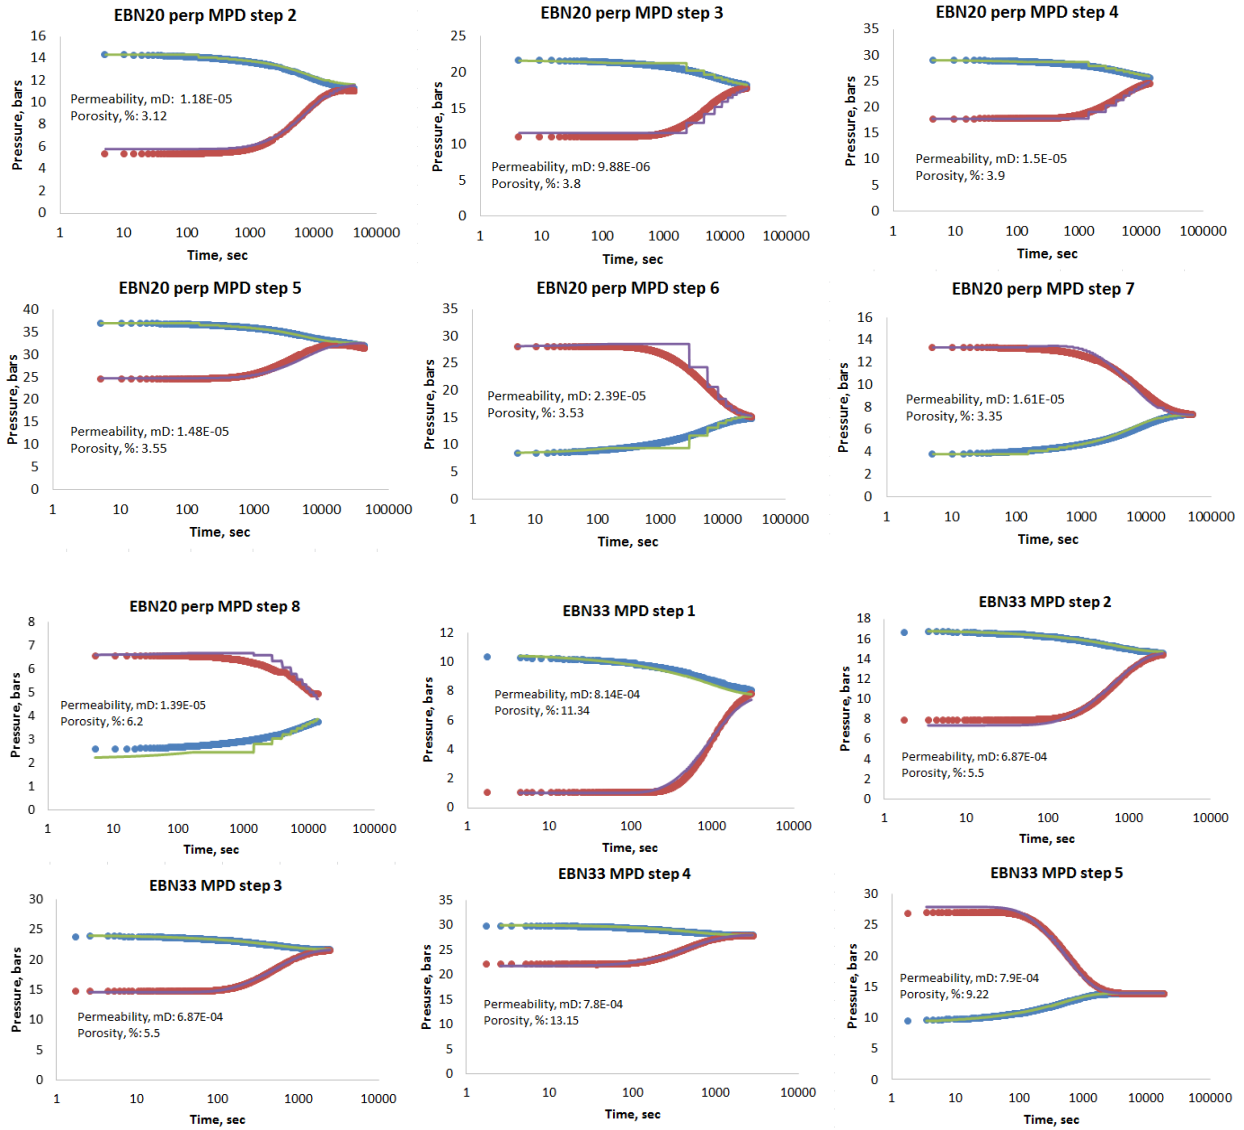 EBN20 perp MPD step 2
Pressure, bars
16
14
12
10
8
6
4
2
0
Permeability, mD: 1.18E-05
Porosity, %: 3.12
1 10 100 1000 10000 100000
Time, sec
EBN20 perp MPD step 3
Pressure, bars
25
20
15
10
5
0
Permeability, mD: 9.88E-06
Porosity, %: 3.8
1 10 100 1000 10000 100000
Time, sec
EBN20 perp MPD step 4
Pressure, bars
35
30
25
20
15
10
5
0
Permeability, mD: 1.5E-05
Porosity, %: 3.9
1 10 100 1000 10000 100000
Time, sec
EBN20 perp MPD step 5
Pressure, bars
40
35
30
25
20
15
10
5
0
Permeability, mD: 1.48E-05
Porosity, %: 3.55
1 10 100 1000 10000 100000
Time, sec
EBN20 perp MPD step 6
Pressure, bars
35
30
25
20
15
10
5
0
Permeability, mD: 2.39E-05
Porosity, %: 3.53
1 10 100 1000 10000 100000
Time, sec
EBN20 perp MPD step 7
Pressure, bars
16
14
12
10
8
6
4
2
0
Permeability, mD: 1.61E-05
Porosity, %: 3.35
1 10 100 1000 10000 100000
Time, sec
EBN20 perp MPD step 8
Pressure, bars
8
7
6
5
4
3
2
1
0
Permeability, mD: 1.39E-05
Porosity, %: 6.2
1 10 100 1000 10000 100000
Time, sec
EBN33 MPD step 1
Pressure, bars
12
10
8
6
4
2
0
Permeability, mD: 8.14E-04
Porosity, %: 11.34
1 10 100 1000 10000
Time, sec
EBN33 MPD step 2
Pressure, bars
18
16
14
12
10
8
6
4
2
0
Permeability, mD: 6.87E-04
Porosity, %: 5.5
1 10 100 1000 10000
Time, sec
EBN33 MPD step 3
Pressure, bars
30
25
20
15
10
5
0
Permeability, mD: 6.87E-04
Porosity, %: 5.5
1 10 100 1000 10000
Time, sec
EBN33 MPD step 4
Pressure, bars
35
30
25
20
15
10
5
0
Permeability, mD: 7.8E-04
Porosity, %: 13.15
1 10 100 1000 10000
Time, sec
EBN33 MPD step 5
Pressure, bars
30
25
20
15
10
5
0
Permeability, mD: 7.9E-04
Porosity, %: 9.22
1 10 100 1000 10000 100000
Time, sec